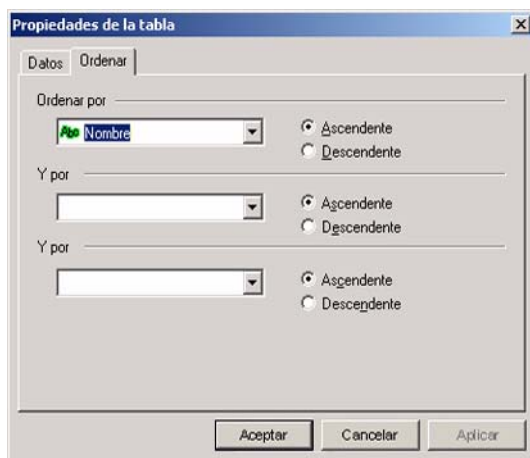 Propiedades de la tabla
Datos Ordenar
Ordenar por
Abc Nombre
Ascendente
Descendente
Y por
Ascendente
Descendente
Y por
Ascendente
Descendente
Aceptar Cancelar Aplicar